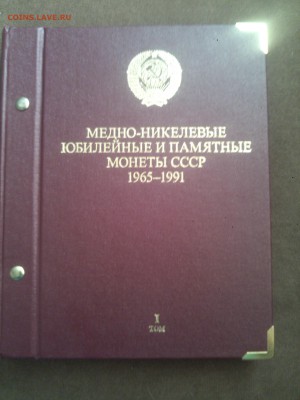 COINS.LAVE.RU
МЕДНО-НИКЕЛЕВЫЕ
ЮБИЛЕЙНЫЕ И ПАМЯТНЫЕ
МОНЕТЫ СССР
1965–1991
I
ТОМ